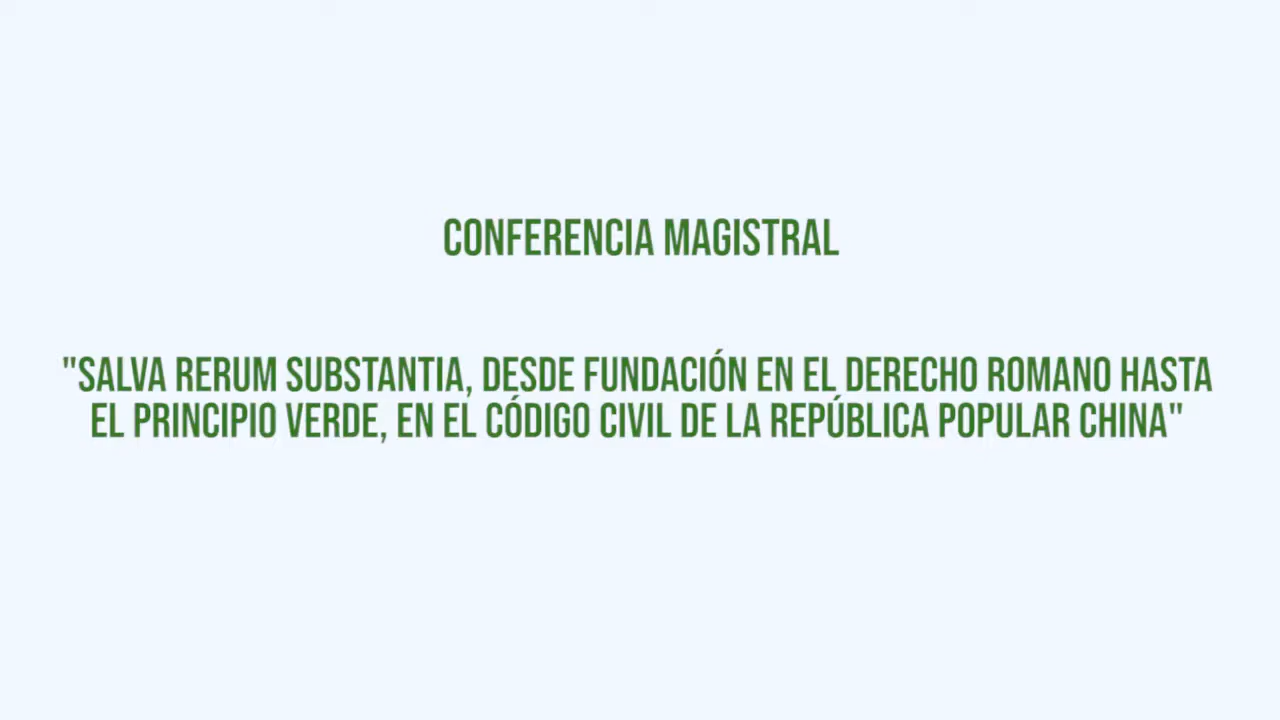 CONFERENCIA MAGISTRAL
"SALVA RERUM SUBSTANTIA, DESDE FUNDACIÓN EN EL DERECHO ROMANO HASTA
EL PRINCIPIO VERDE, EN EL CÓDIGO CIVIL DE LA REPÚBLICA POPULAR CHINA"